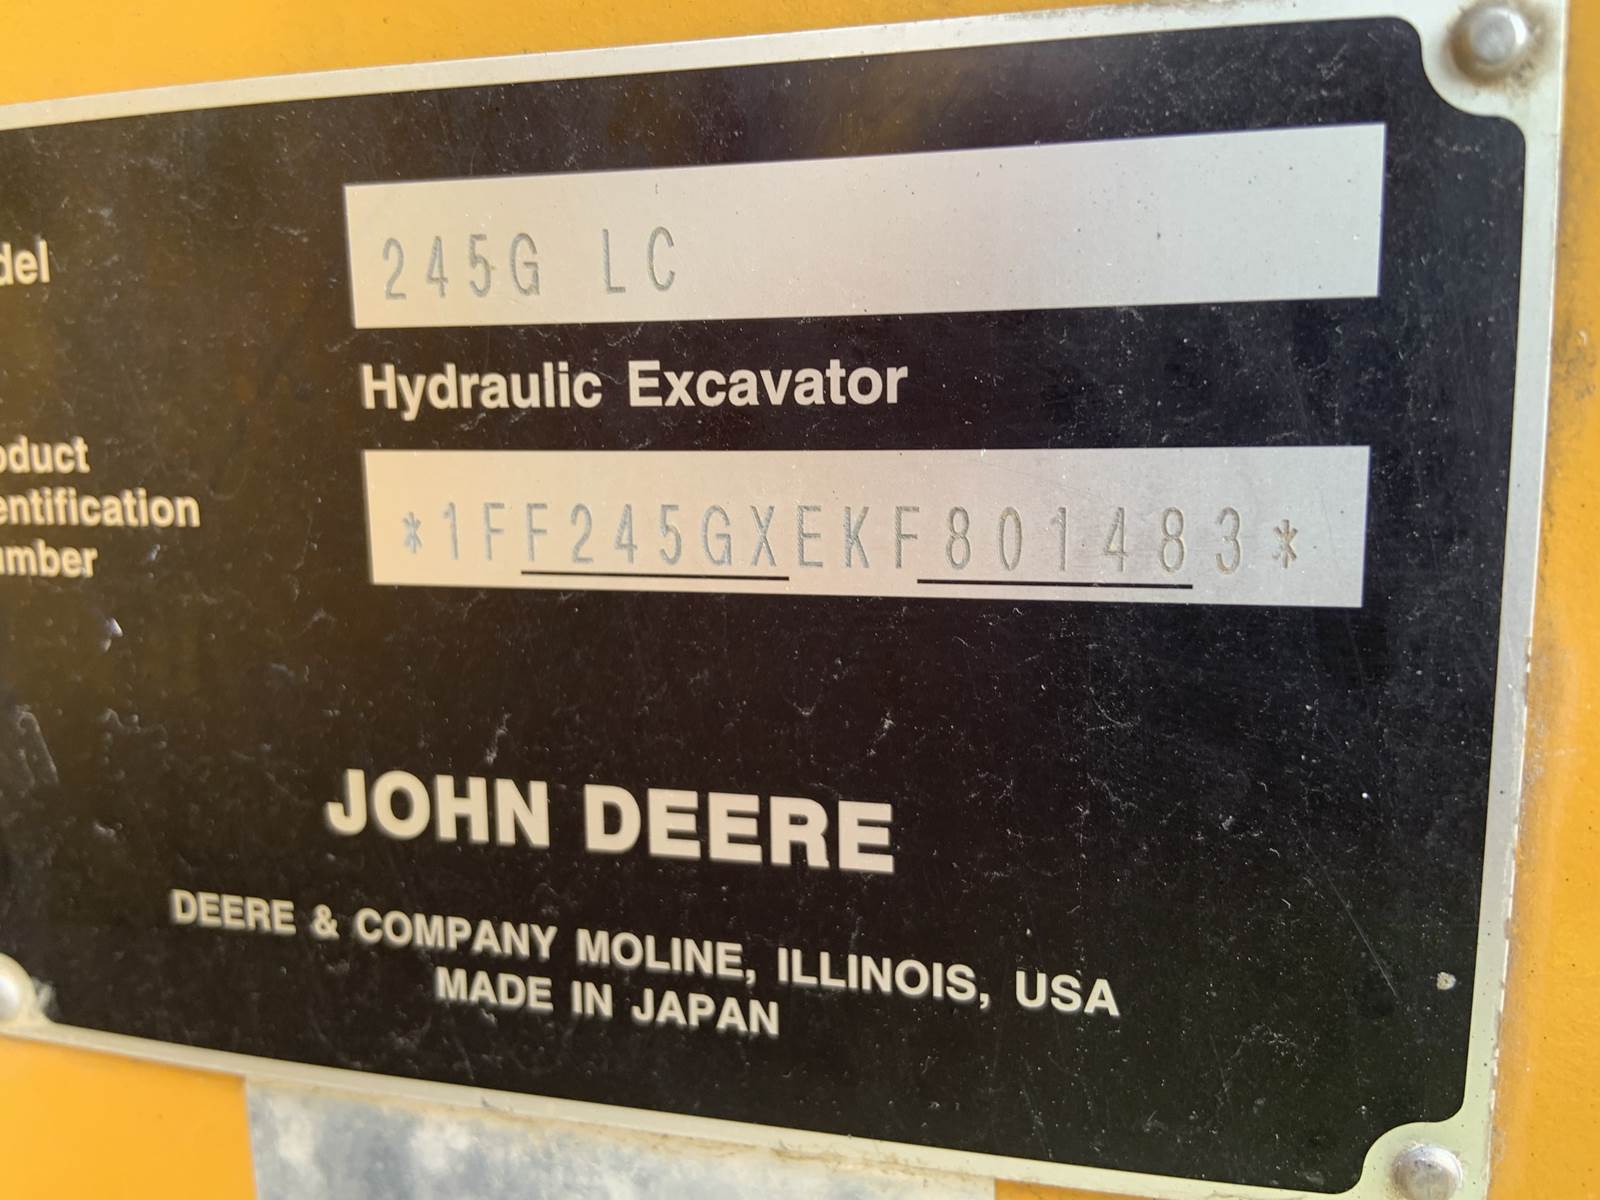 del
245G LC
Hydraulic Excavator
oduct
entification
umber
*1FF245GXEKF801483*
JOHN DEERE
DEERE & COMPANY MOLINE, ILLINOIS, USA
MADE IN JAPAN